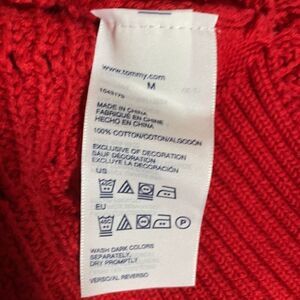 www.tommy.com
M
MADE IN CHINA
FABRIQUE EN CHINE
HECHO EN CHINA
100% COTTON/COTON/ALGODON
EXCLUSIVE OF DECORATION
SAUF DÉCORATION
EXCLUYE LA DECORACIÓN
US
EU
P
WASH DARK COLORS
SEPARATELY,
DRY PROMPTLY
VERSO/AL REVERSO